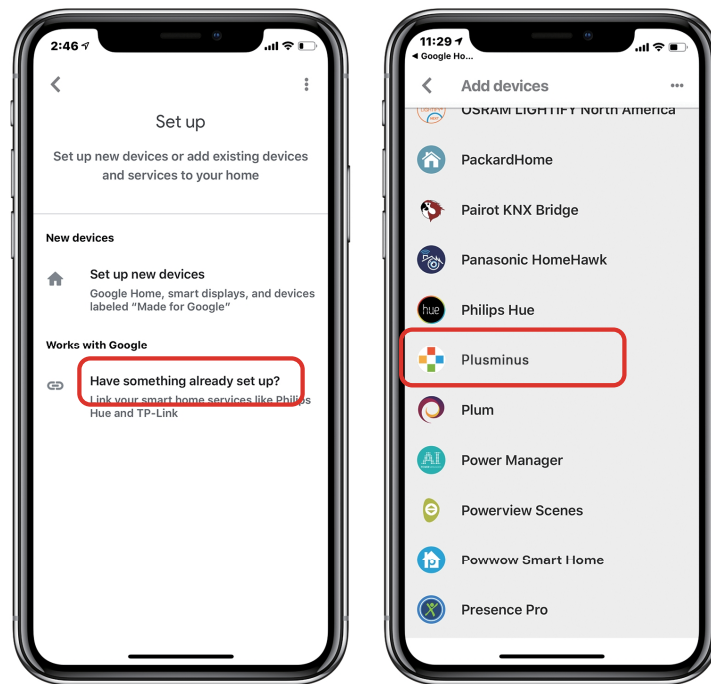 2:46
Set up
Set up new devices or add existing devices
and services to your home
New devices
Set up new devices
Google Home, smart displays, and devices
labeled “Made for Google”
Works with Google
Have something already set up?
Link your smart home services like Philips
Hue and TP-Link
11:29
◀ Google Ho...
Add devices
OSRAM LIGHTIFY North America
PackardHome
Pairot KNX Bridge
Panasonic HomeHawk
hue
Philips Hue
Plusminus
Plum
Power Manager
Powerview Scenes
Powwow Smart Home
Presence Pro